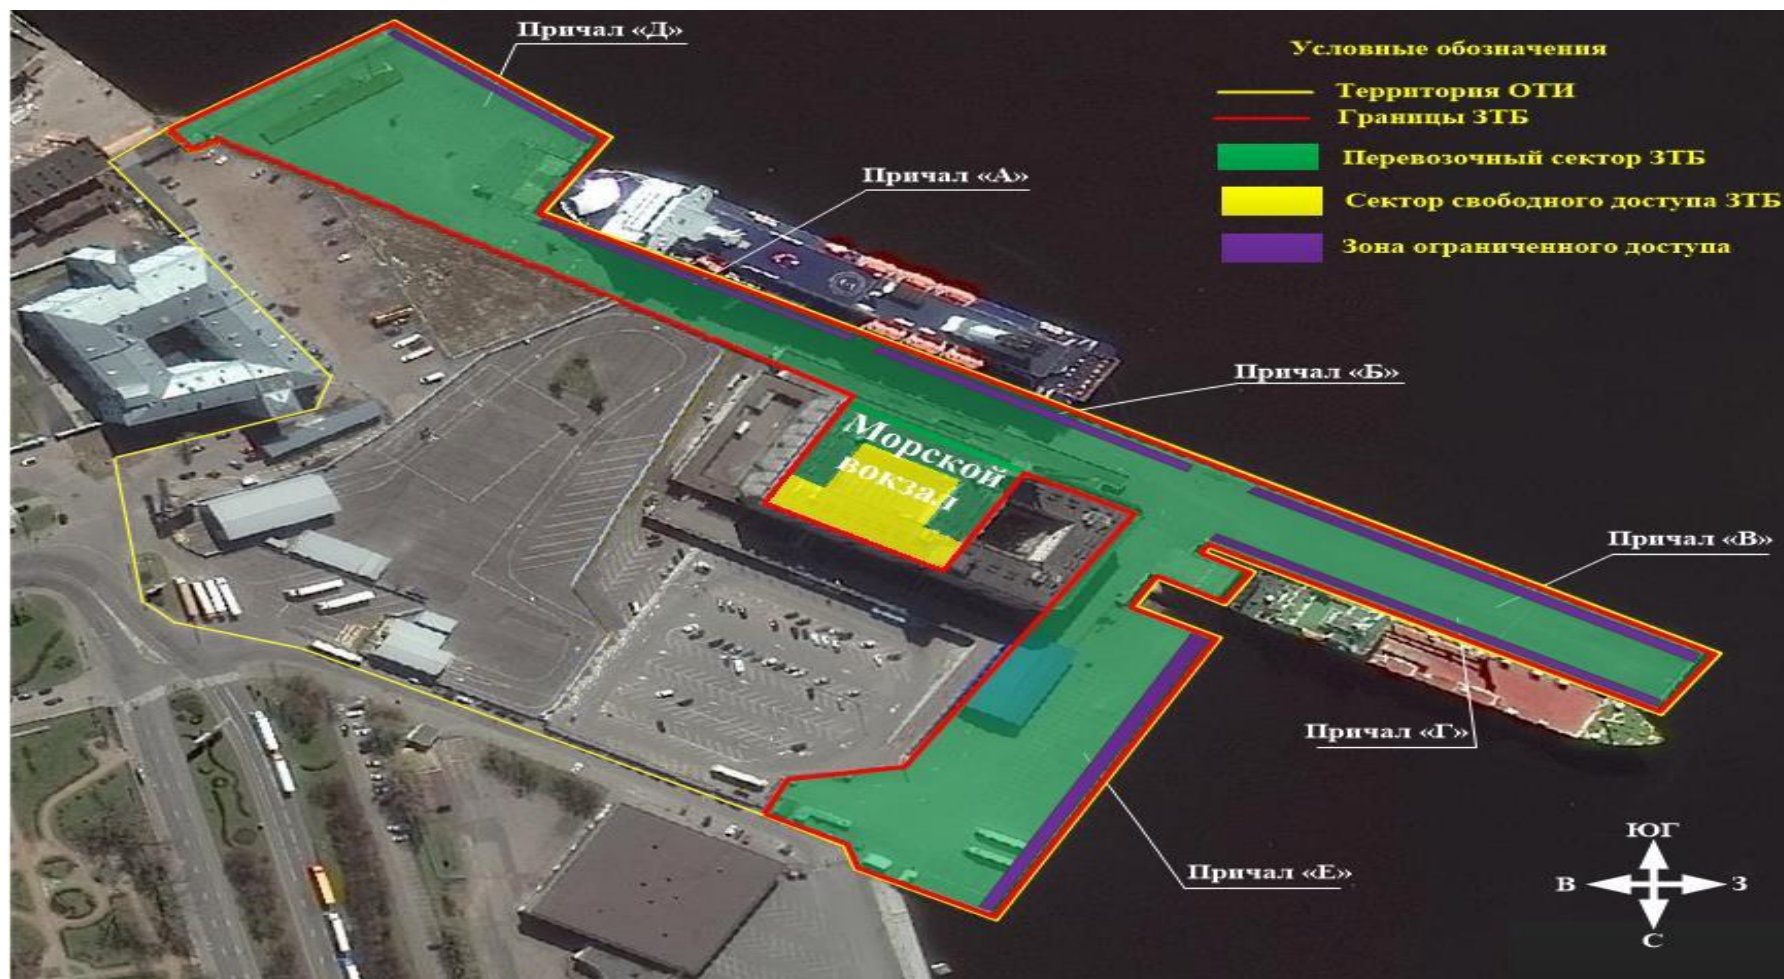 Причал «Д»
Условные обозначения
Территория ОТИ
Границы ЗТБ
Перевозочный сектор ЗТБ
Сектор свободного доступа ЗТБ
Зона ограниченного доступа
Причал «А»
Причал «Б»
Морской
вокзал
Причал «В»
Причал «Г»
Причал «Е»
ЮГ
В
З
С